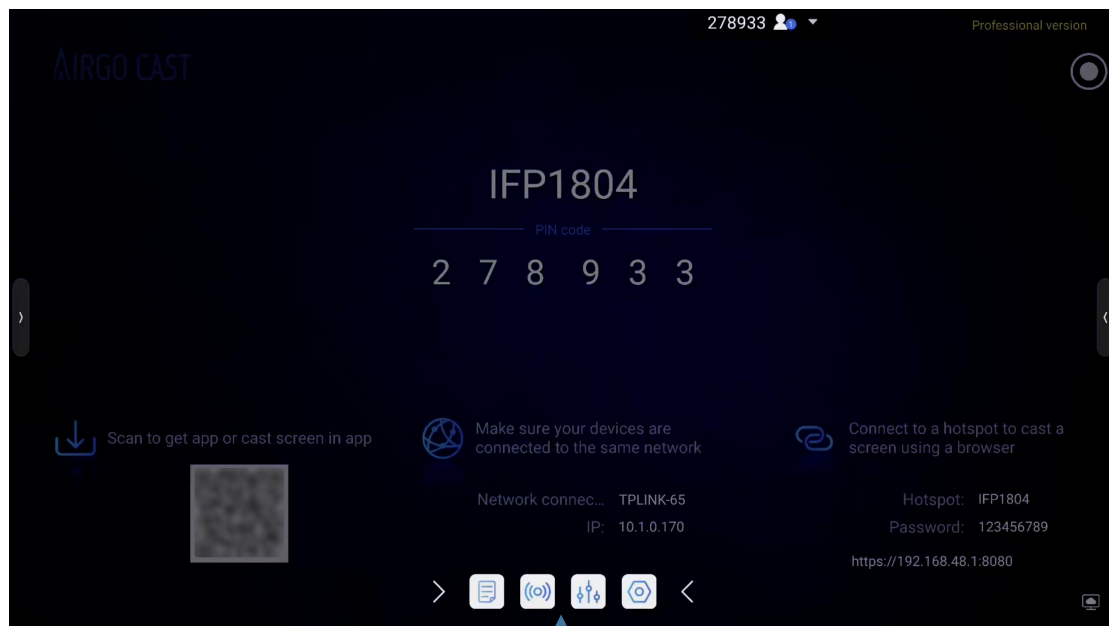 278933
1
Professional version
AIRGO CAST
IFP1804
PIN code
2 7 8 9 3 3
Scan to get app or cast screen in app
Make sure your devices are
connected to the same network
Network connec... TPLINK-65
IP: 10.1.0.170
Connect to a hotspot to cast a
screen using a browser
Hotspot: IFP1804
Password: 123456789
https://192.168.48.1:8080